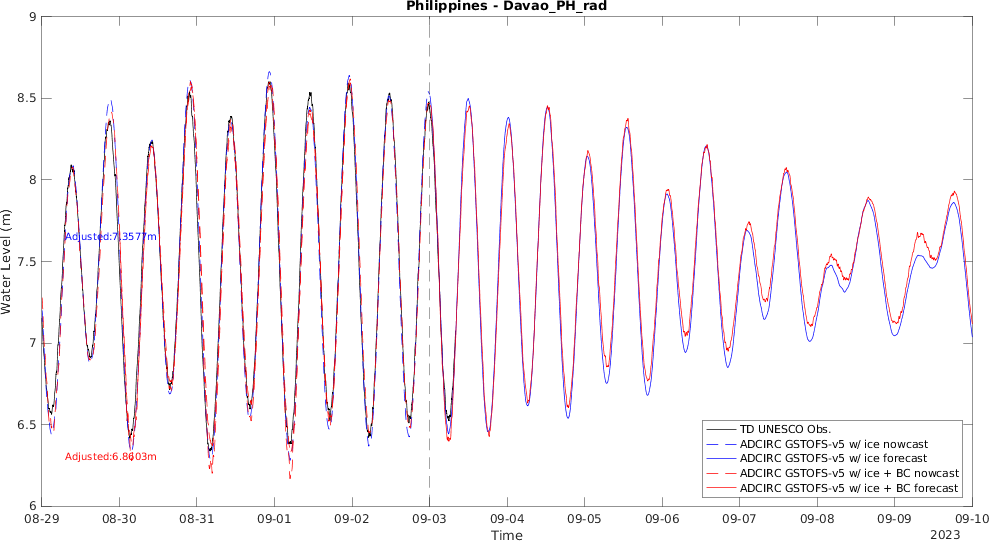 Philippines - Davao_PH_rad
9
8.5
8
7.5
7
6.5
6
Water Level (m)
Adjusted:7.3577m
Adjusted:6.8603m
TD UNESCO Obs.
ADCIRC GSTOFS-v5 w/ ice nowcast
ADCIRC GSTOFS-v5 w/ ice forecast
ADCIRC GSTOFS-v5 w/ ice + BC nowcast
ADCIRC GSTOFS-v5 w/ ice + BC forecast
08-29 08-30 08-31 09-01 09-02 09-03 09-04 09-05 09-06 09-07 09-08 09-09 09-10
Time
2023